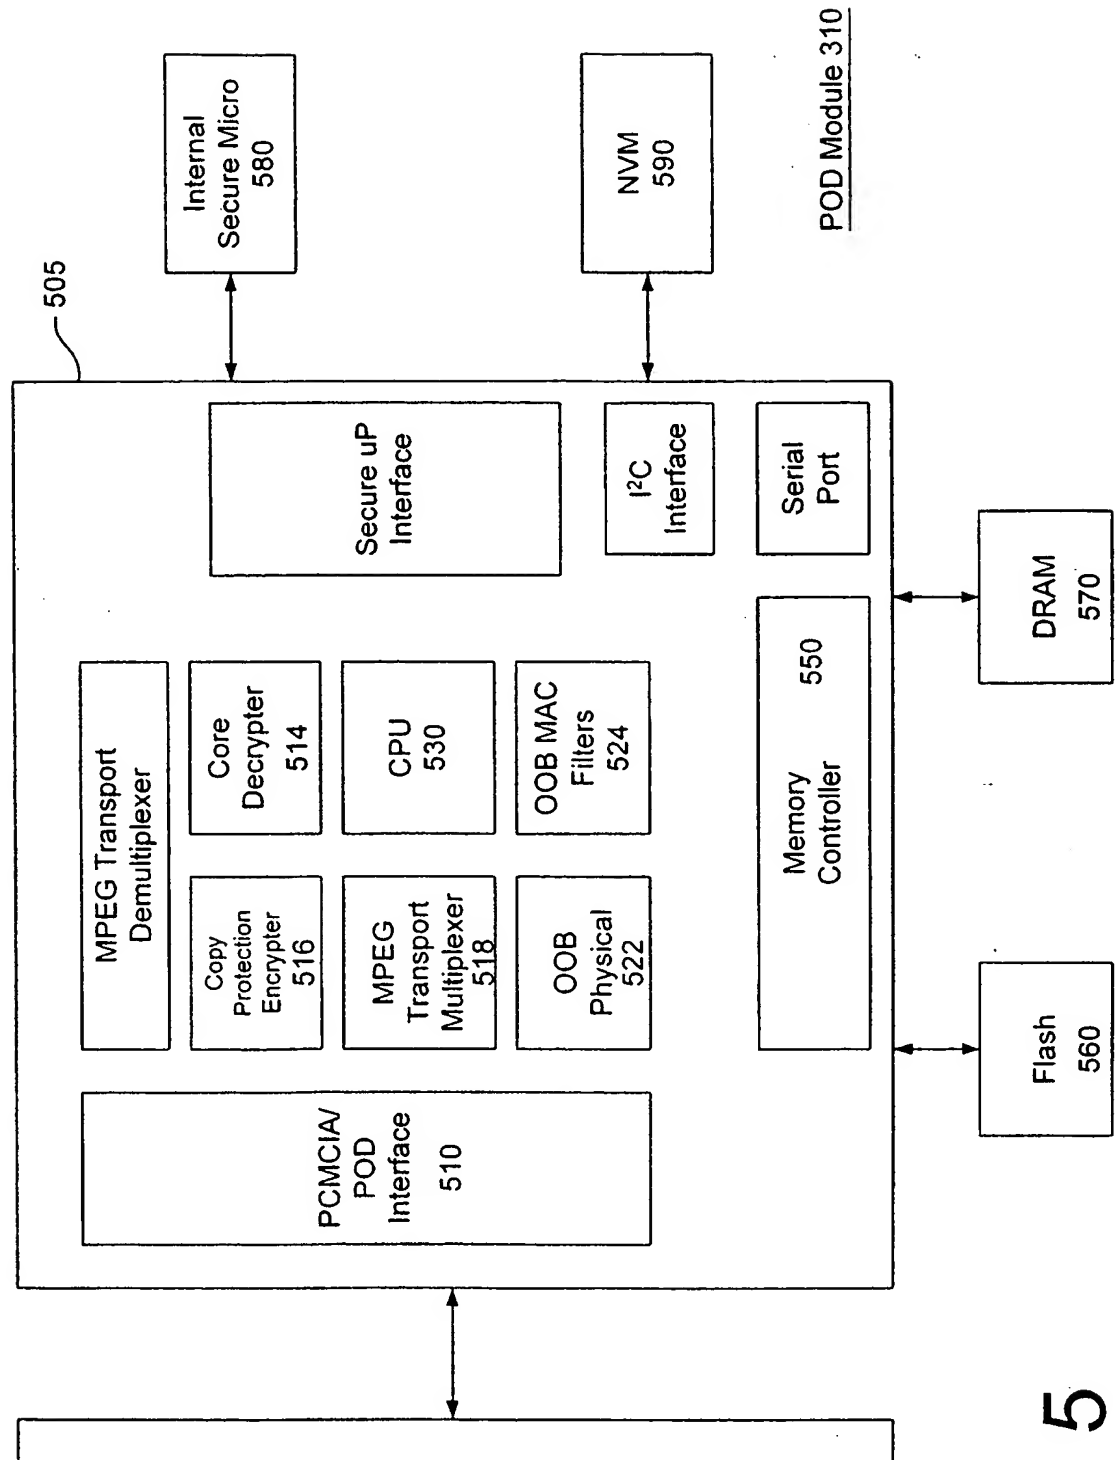 MPEG Transport
Demultiplexer
PCMCIA/
POD
Interface
510
Copy
Protection
Encrypter
516
Core
Decrypter
514
MPEG
Transport
Multiplexer
518
CPU
530
OOB
Physical
522
OOB MAC
Filters
524
Secure uP
Interface
I²C
Interface
Serial
Port
Memory
Controller
550
505
Internal
Secure Micro
580
NVM
590
Flash
560
DRAM
570
POD Module 310
5